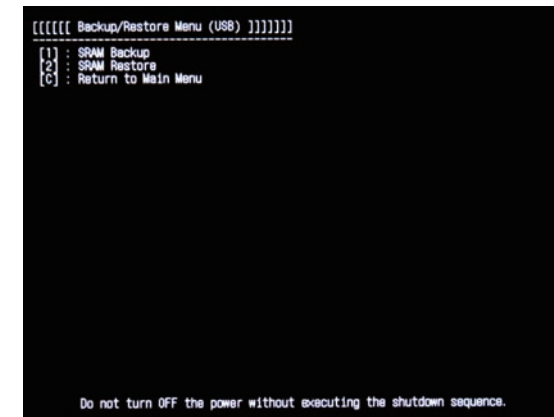 [[[[[[ Backup/Restore Menu (USB) ]]]]]]]
[1] : SRAM Backup
[2] : SRAM Restore
[C] : Return to Main Menu
Do not turn OFF the power without executing the shutdown sequence.